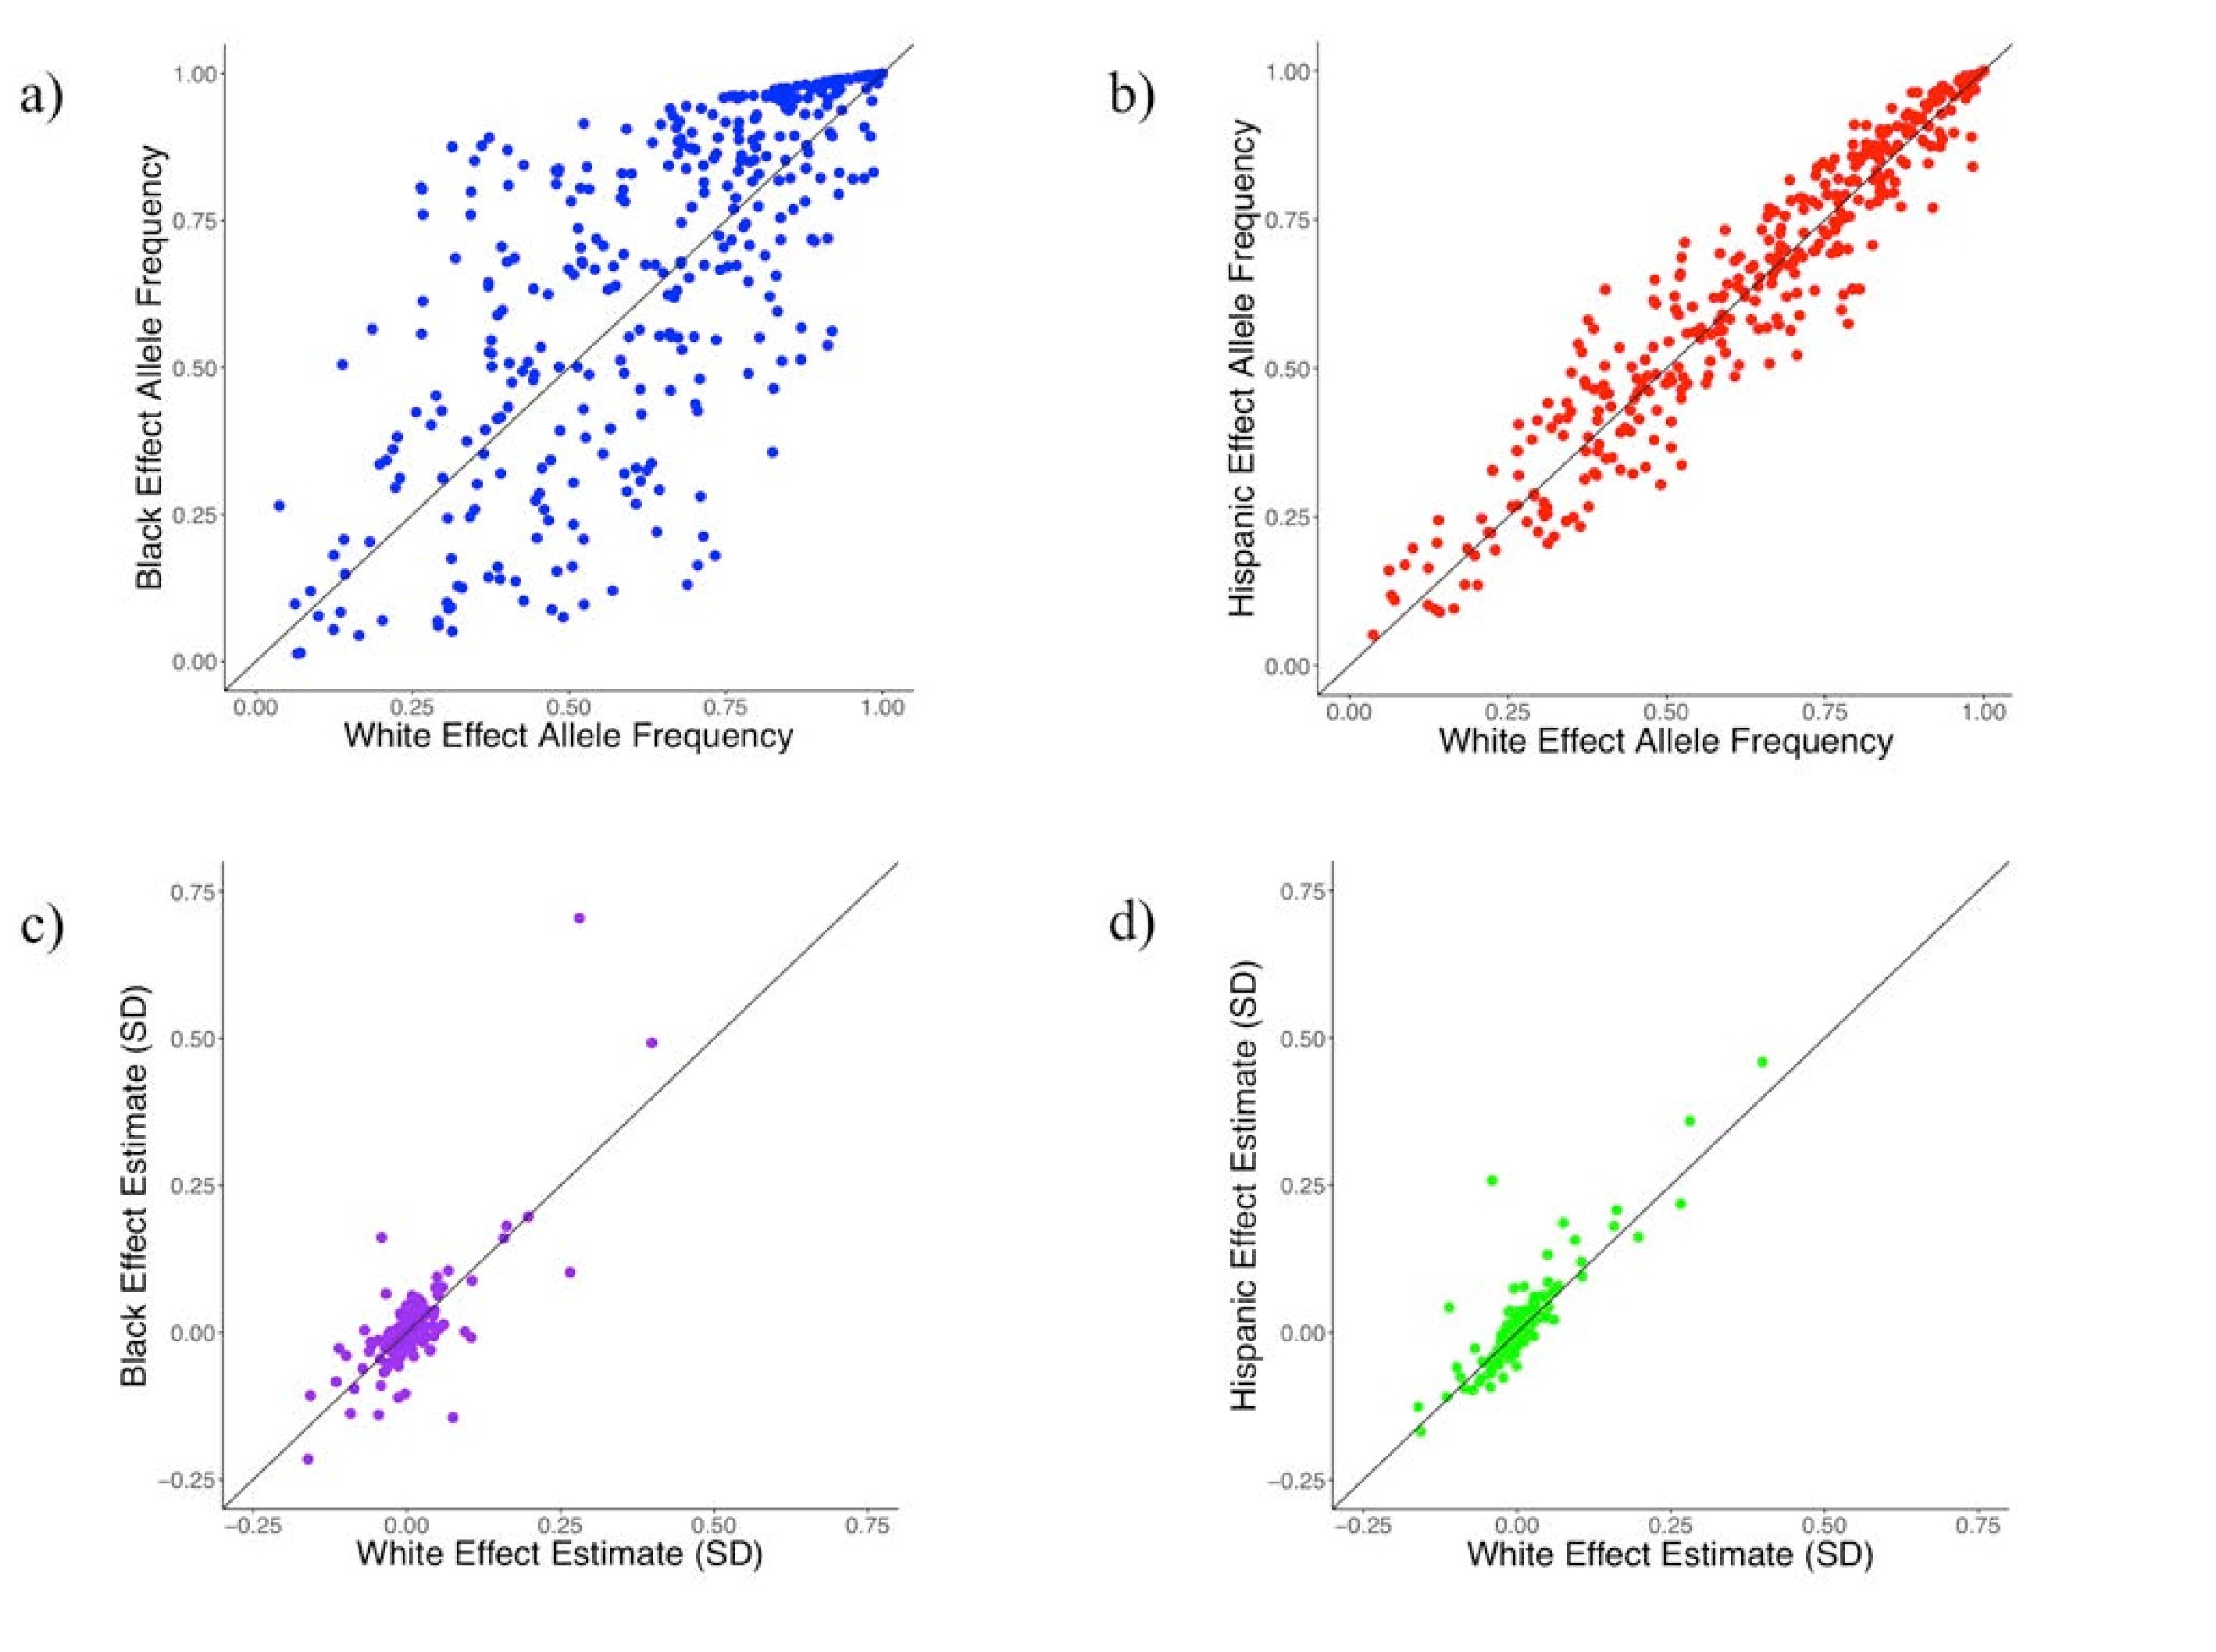 a)
Black Effect Allele Frequency
1.00
0.75
0.50
0.25
0.00
0.00 0.25 0.50 0.75 1.00
White Effect Allele Frequency
b)
Hispanic Effect Allele Frequency
1.00
0.75
0.50
0.25
0.00
0.00 0.25 0.50 0.75 1.00
White Effect Allele Frequency
c)
Black Effect Estimate (SD)
0.75
0.50
0.25
0.00
−0.25
−0.25 0.00 0.25 0.50 0.75
White Effect Estimate (SD)
d)
Hispanic Effect Estimate (SD)
0.75
0.50
0.25
0.00
−0.25
−0.25 0.00 0.25 0.50 0.75
White Effect Estimate (SD)